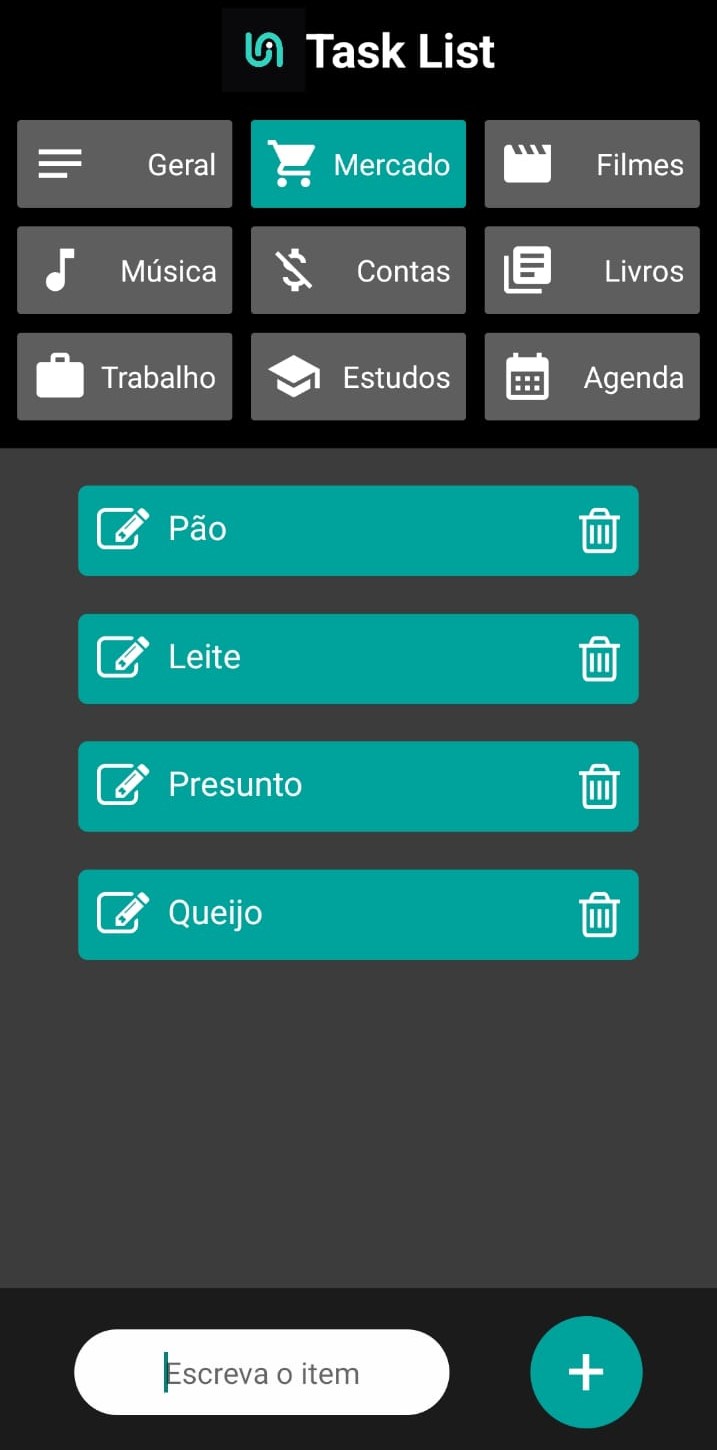 Task List
Geral
Mercado
Filmes
Música
Contas
Livros
Trabalho
Estudos
Agenda
Pão
Leite
Presunto
Queijo
Escreva o item